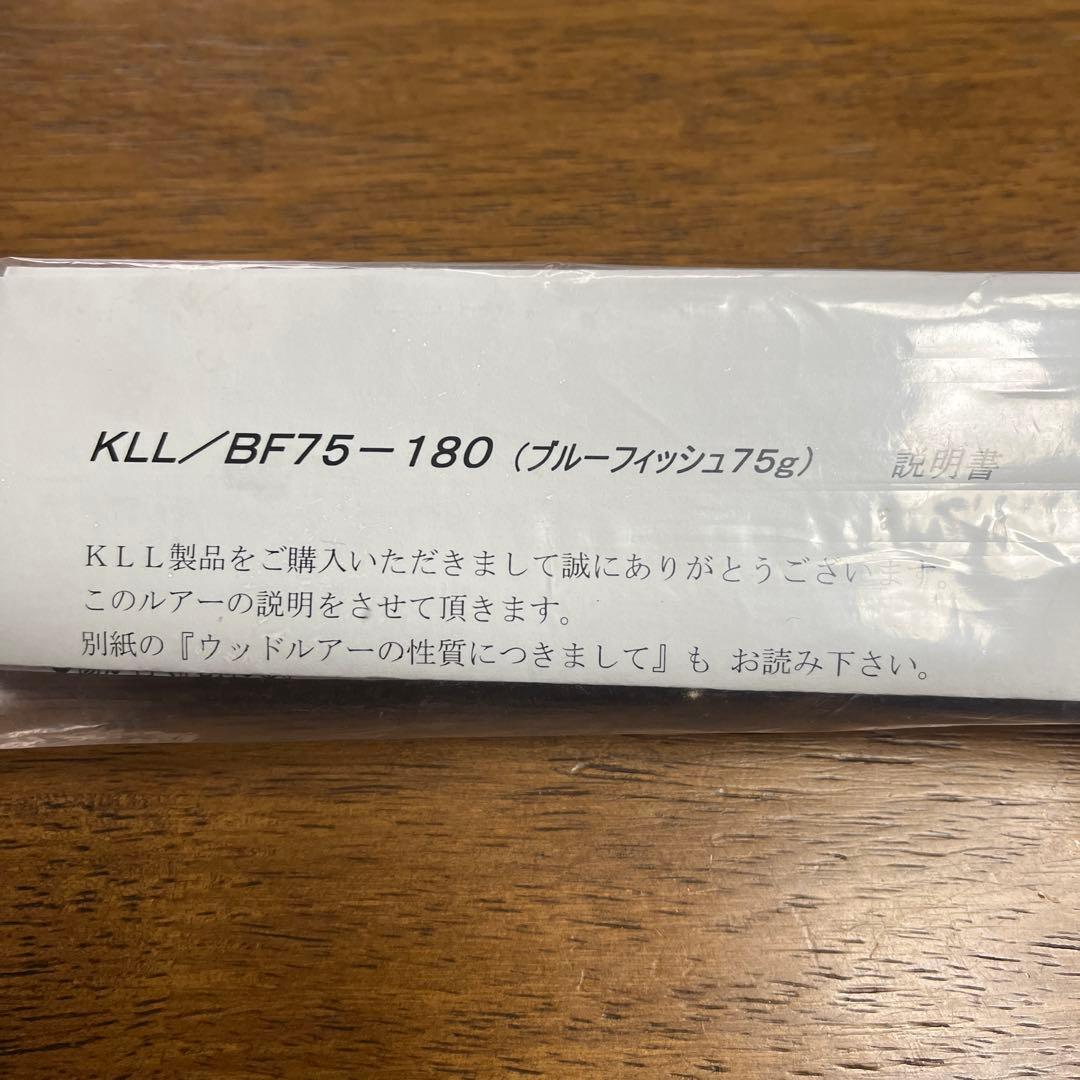 KLL／BF75－180（ブルーフィッシュ75g） 説明書
ＫＬＬ製品をご購入いただきまして誠にありがとうございます。
このルアーの説明をさせて頂きます。
別紙の『ウッドルアーの性質につきまして』も お読み下さい。